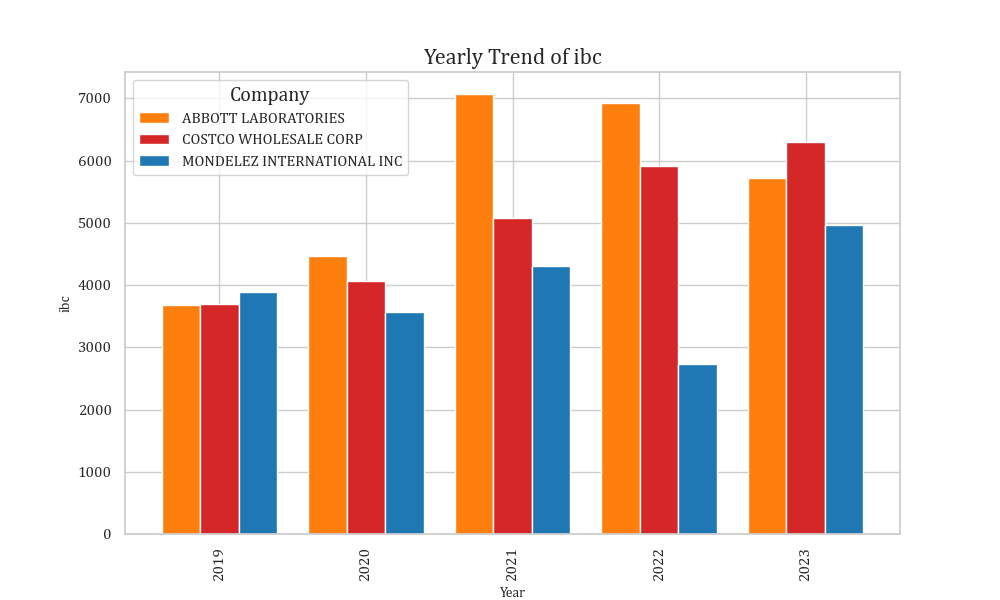 Yearly Trend of ibc
Company
ABBOTT LABORATORIES
COSTCO WHOLESALE CORP
MONDELEZ INTERNATIONAL INC
7000
6000
5000
4000
3000
2000
1000
0
ibc
2019
2020
2021
2022
2023
Year